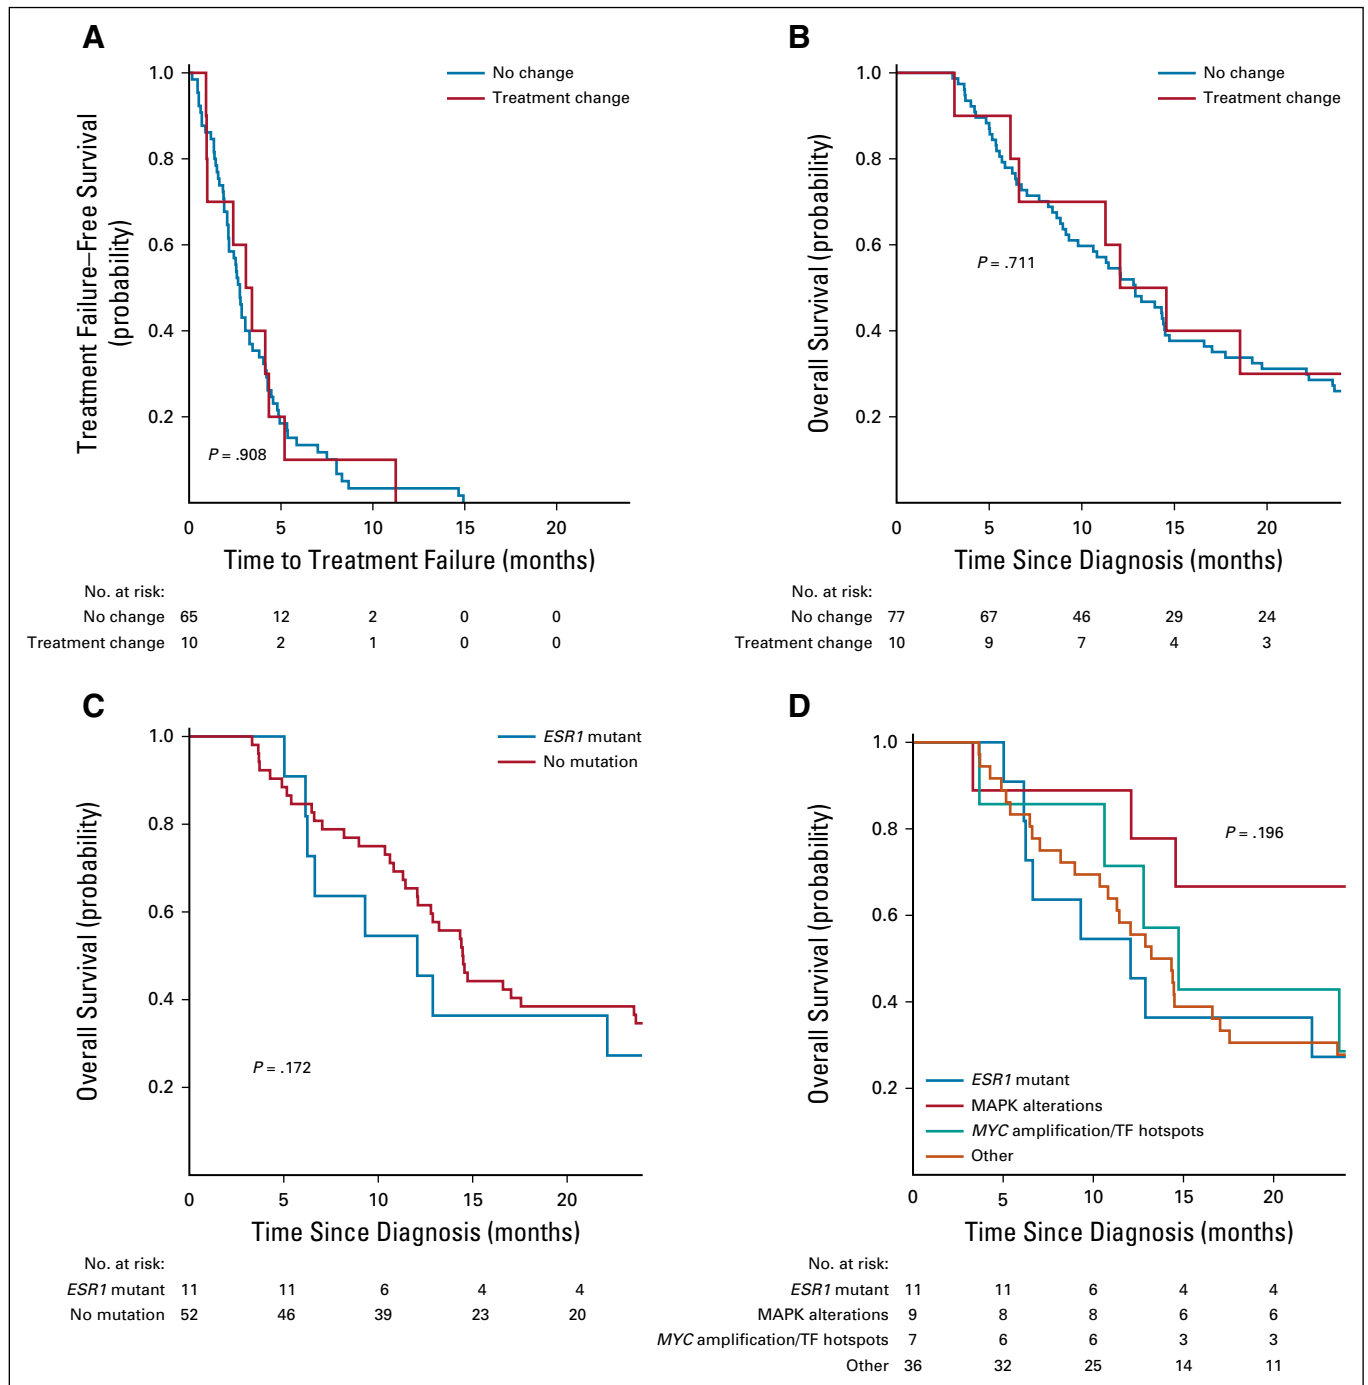 A
No change
Treatment change
Treatment Failure–Free Survival
(probability)
1.0
0.8
0.6
0.4
0.2
P = .908
0 5 10 15 20
Time to Treatment Failure (months)
No. at risk:
No change 65 12 2 0 0
Treatment change 10 2 1 0 0
B
No change
Treatment change
Overall Survival (probability)
1.0
0.8
0.6
0.4
0.2
P = .711
0 5 10 15 20
Time Since Diagnosis (months)
No. at risk:
No change 77 67 46 29 24
Treatment change 10 9 7 4 3
C
ESR1 mutant
No mutation
Overall Survival (probability)
1.0
0.8
0.6
0.4
0.2
P = .172
0 5 10 15 20
Time Since Diagnosis (months)
No. at risk:
ESR1 mutant 11 11 6 4 4
No mutation 52 46 39 23 20
D
Overall Survival (probability)
1.0
0.8
0.6
0.4
0.2
P = .196
ESR1 mutant
MAPK alterations
MYC amplification/TF hotspots
Other
0 5 10 15 20
Time Since Diagnosis (months)
No. at risk:
ESR1 mutant 11 11 6 4 4
MAPK alterations 9 8 8 6 6
MYC amplification/TF hotspots 7 6 6 3 3
Other 36 32 25 14 11